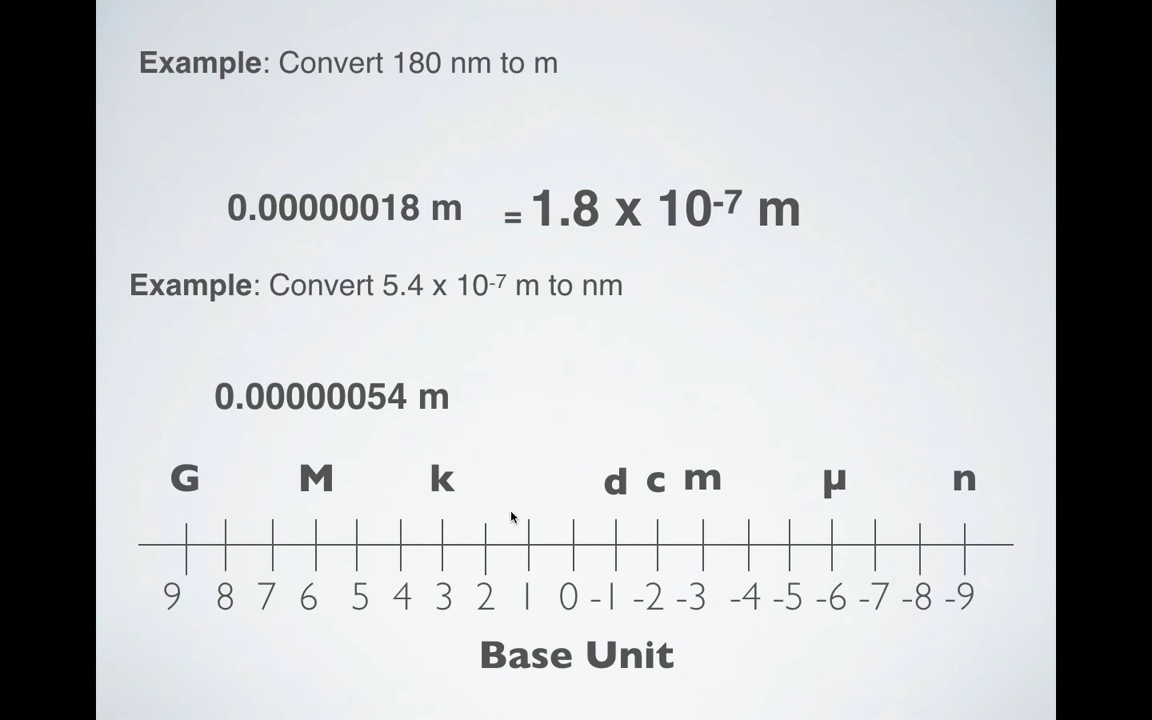 Example: Convert 180 nm to m
0.00000018 m = 1.8 x 10⁻⁷ m
Example: Convert 5.4 x 10⁻⁷ m to nm
0.00000054 m
G M k d c m μ n
9 8 7 6 5 4 3 2 1 0 -1 -2 -3 -4 -5 -6 -7 -8 -9
Base Unit